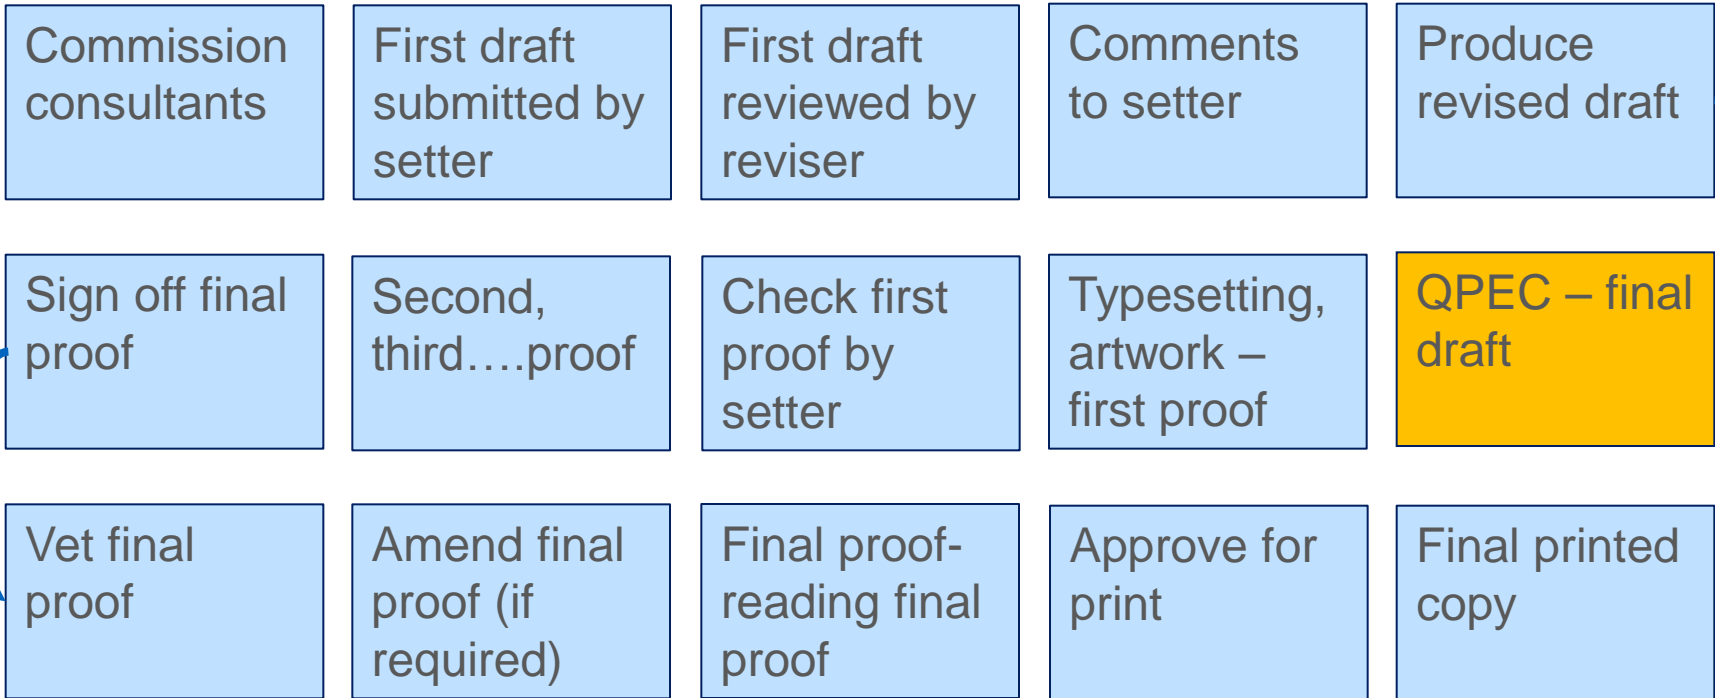 Commission
consultants
First draft
submitted by
setter
First draft
reviewed by
reviser
Comments
to setter
Produce
revised draft
Sign off final
proof
Second,
third….proof
Check first
proof by
setter
Typesetting,
artwork –
first proof
QPEC – final
draft
Vet final
proof
Amend final
proof (if
required)
Final proof-
reading final
proof
Approve for
print
Final printed
copy